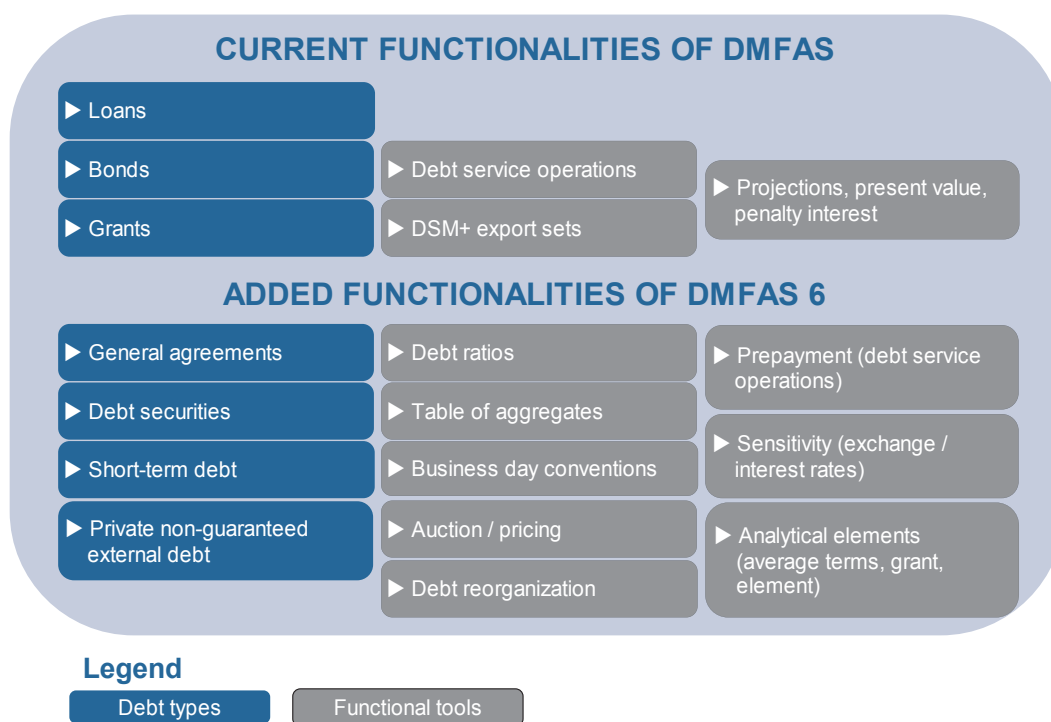 CURRENT FUNCTIONALITIES OF DMFAS
▶ Loans
▶ Bonds
▶ Grants
▶ Debt service operations
▶ DSM+ export sets
▶ Projections, present value,
penalty interest
ADDED FUNCTIONALITIES OF DMFAS 6
▶ General agreements
▶ Debt securities
▶ Short-term debt
▶ Private non-guaranteed
external debt
▶ Debt ratios
▶ Table of aggregates
▶ Business day conventions
▶ Auction / pricing
▶ Debt reorganization
▶ Prepayment (debt service
operations)
▶ Sensitivity (exchange /
interest rates)
▶ Analytical elements
(average terms, grant,
element)
Legend
Debt types
Functional tools